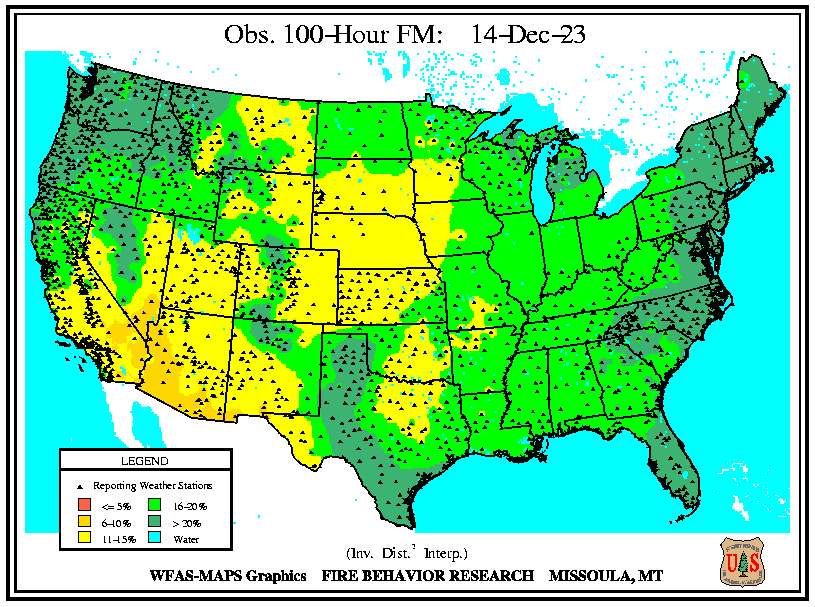 Obs. 100-Hour FM: 14-Dec-23
LEGEND
Reporting Weather Stations
<= 5% 16-20%
6-10% > 20%
11-15% Water
(Inv. Dist.² Interp.)
WFAS-MAPS Graphics FIRE BEHAVIOR RESEARCH MISSOULA, MT
U S